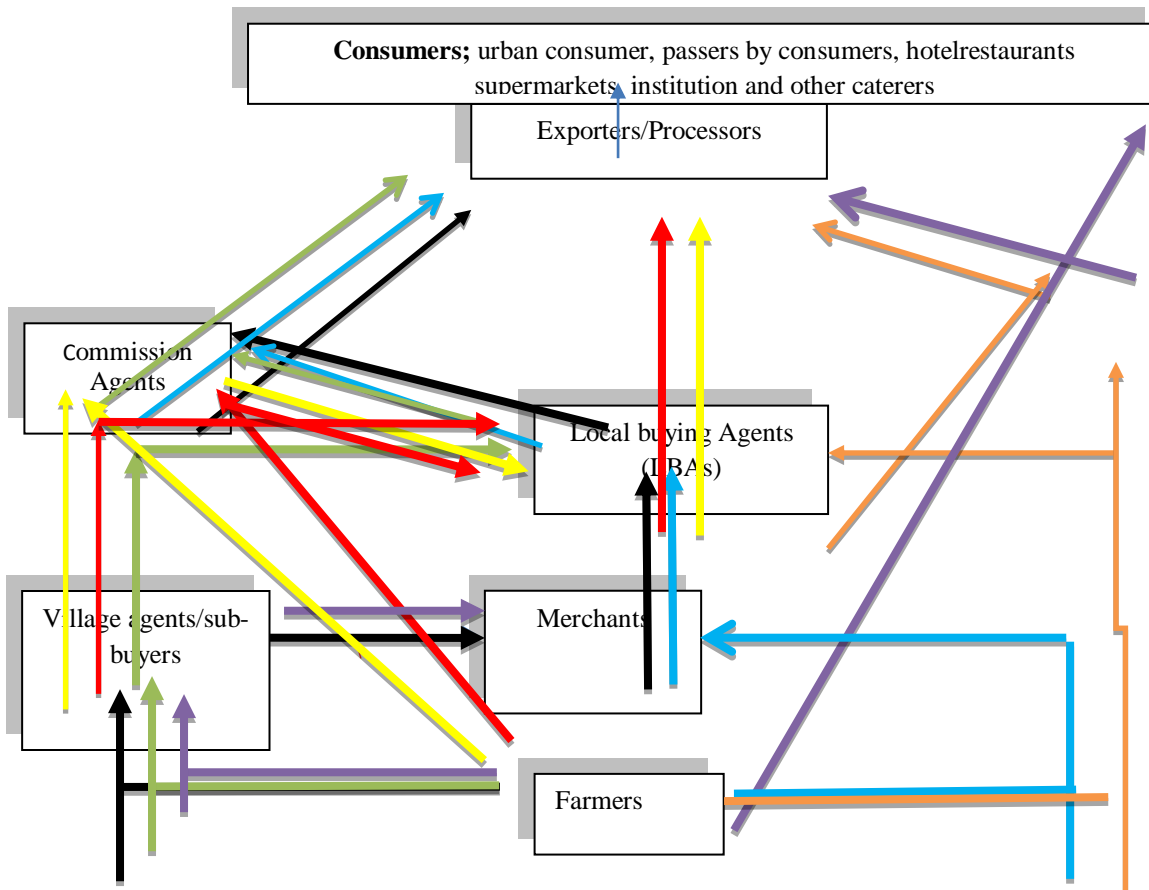 Consumers; urban consumer, passers by consumers, hotelrestaurants
supermarkets, institution and other caterers
Exporters/Processors
Commission
Agents
Local buying Agents
(LBAs)
Village agents/sub-
buyers
Merchants
Farmers